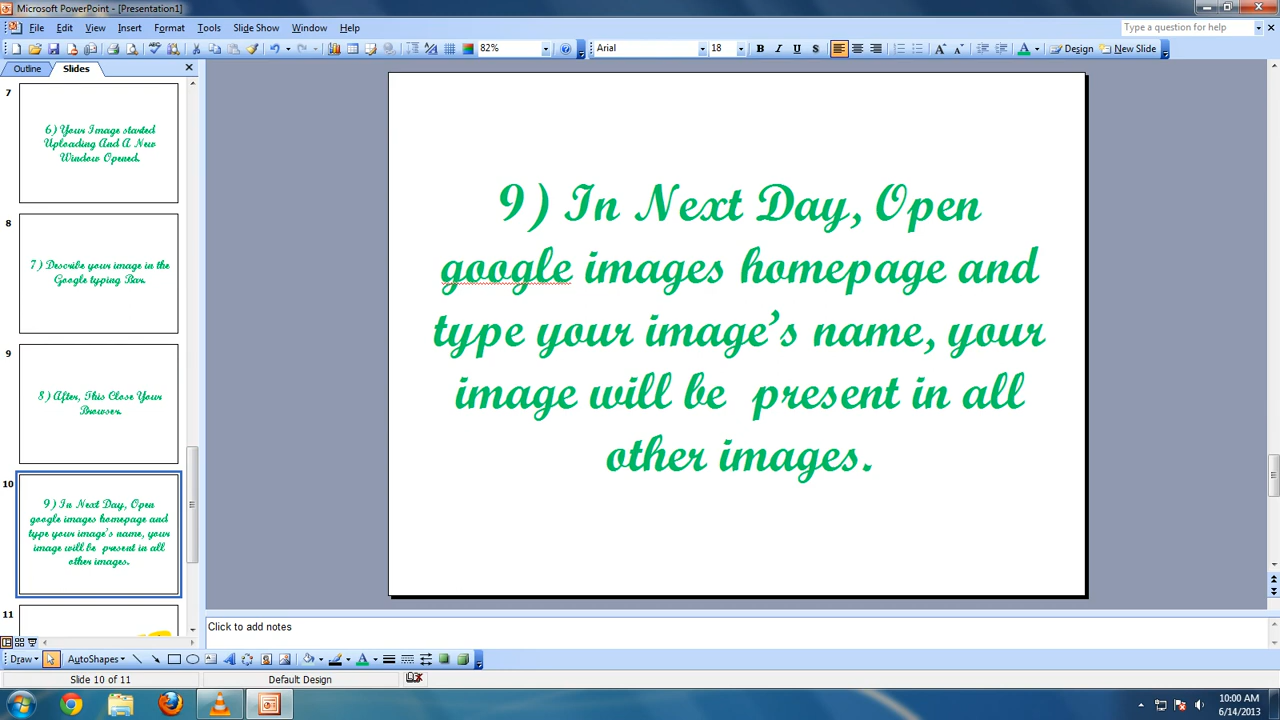 Microsoft PowerPoint - [Presentation1]
File Edit View Insert Format Tools Slide Show Window Help
Type a question for help
82%
Arial
18
B I U S
A
Design
New Slide
Outline Slides
7
6) Your Image started
Uploading And A New
Window Opened.
8
7) Describe your image in the
Google typing Bar.
9
8) After, This Close Your
Browser.
10
9) In Next Day, Open
google images homepage and
type your image's name, your
image will be present in all
other images.
11
9) In Next Day, Open
google images homepage and
type your image’s name, your
image will be present in all
other images.
Click to add notes
Draw
AutoShapes
Slide 10 of 11
Default Design
10:00 AM
6/14/2013